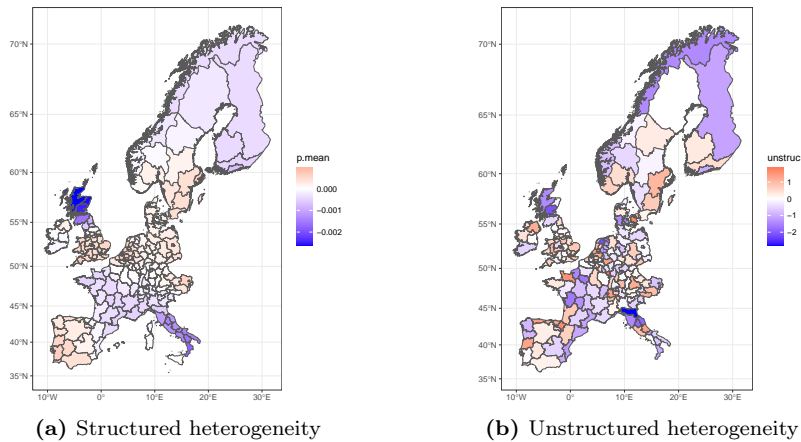 70°N
65°N
60°N
55°N
50°N
45°N
40°N
35°N
10°W
0°
10°E
20°E
30°E
p.mean
0.000
−0.001
−0.002
(a) Structured heterogeneity
70°N
65°N
60°N
55°N
50°N
45°N
40°N
35°N
10°W
0°
10°E
20°E
30°E
unstruc
1
0
−1
−2
(b) Unstructured heterogeneity